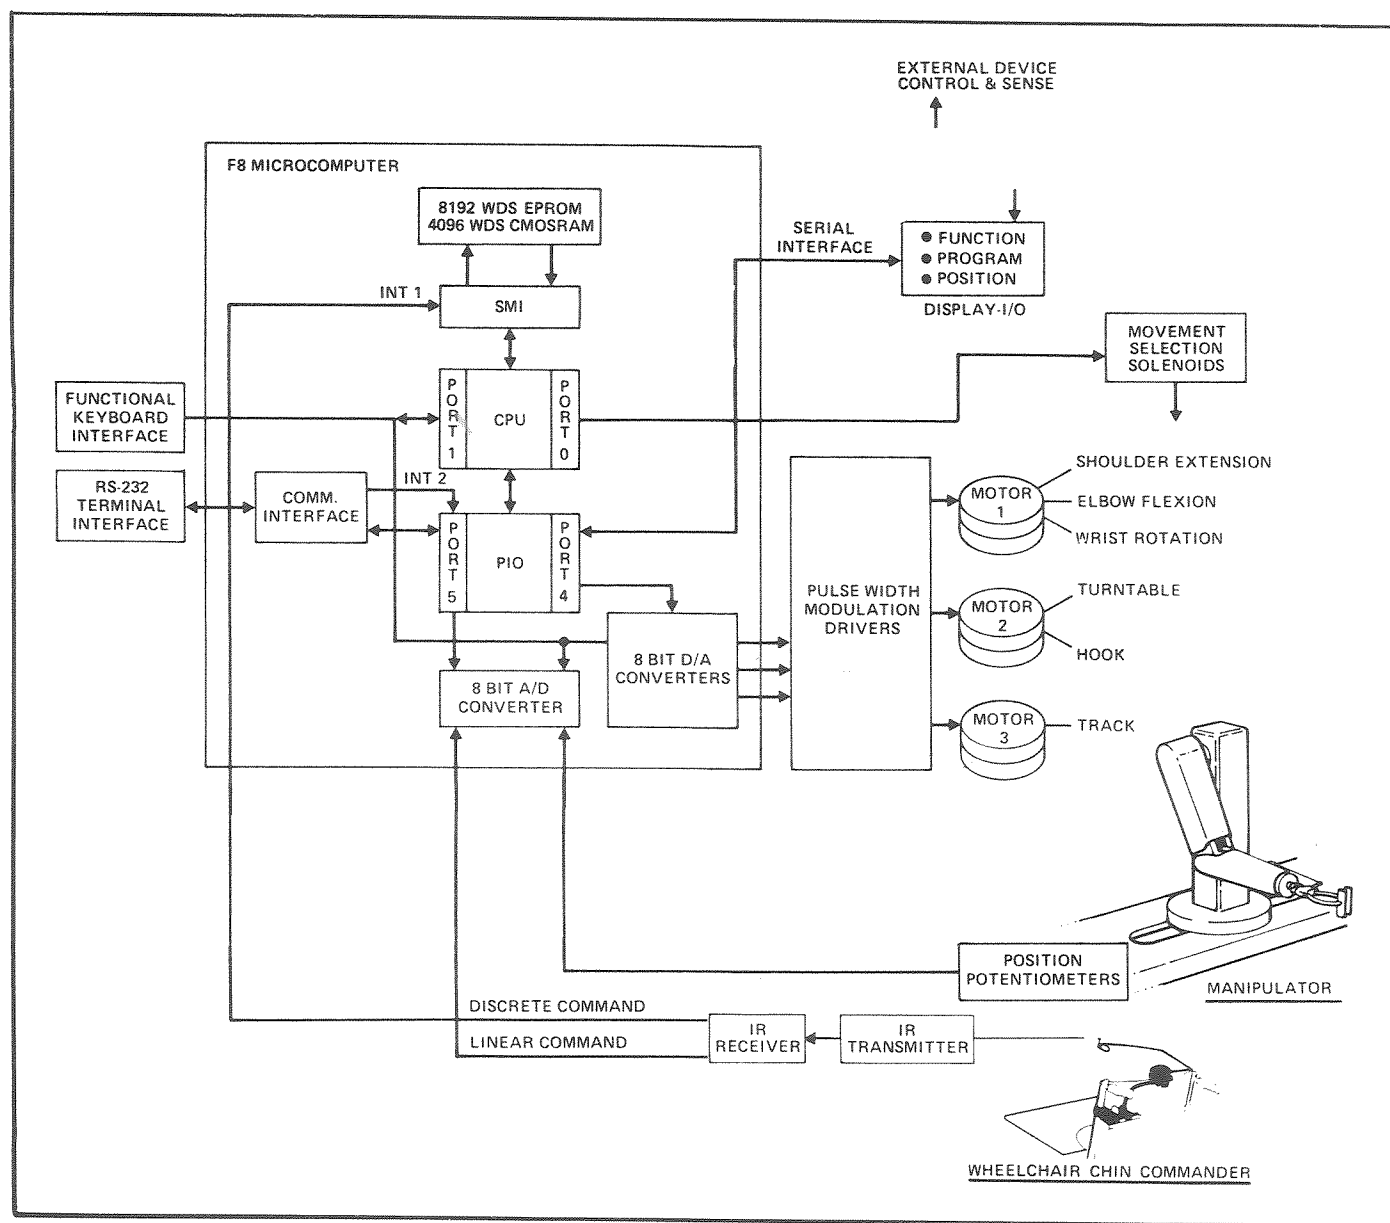 EXTERNAL DEVICE
CONTROL & SENSE
F8 MICROCOMPUTER
8192 WDS EPROM
4096 WDS CMOSRAM
SERIAL
INTERFACE
● FUNCTION
● PROGRAM
● POSITION
DISPLAY-I/O
INT 1
SMI
MOVEMENT
SELECTION
SOLENOIDS
FUNCTIONAL
KEYBOARD
INTERFACE
PORT 1
CPU
PORT 0
RS-232
TERMINAL
INTERFACE
COMM.
INTERFACE
INT 2
PORT 5
PIO
PORT 4
8 BIT A/D
CONVERTER
8 BIT D/A
CONVERTERS
PULSE WIDTH
MODULATION
DRIVERS
MOTOR
1
SHOULDER EXTENSION
ELBOW FLEXION
WRIST ROTATION
MOTOR
2
TURNTABLE
HOOK
MOTOR
3
TRACK
POSITION
POTENTIOMETERS
MANIPULATOR
DISCRETE COMMAND
LINEAR COMMAND
IR
RECEIVER
IR
TRANSMITTER
WHEELCHAIR CHIN COMMANDER